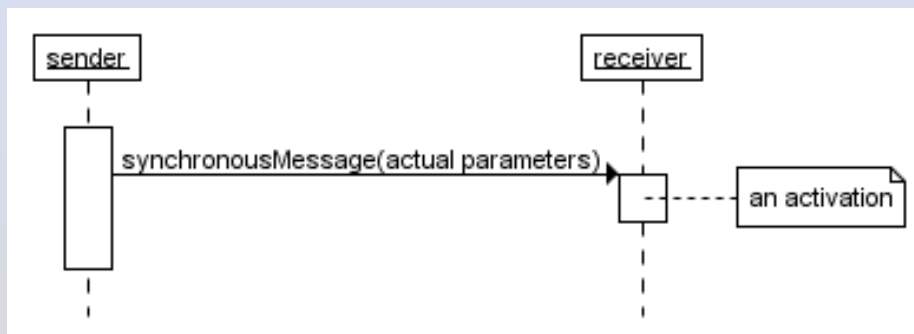 sender
receiver
synchronousMessage(actual parameters)
an activation